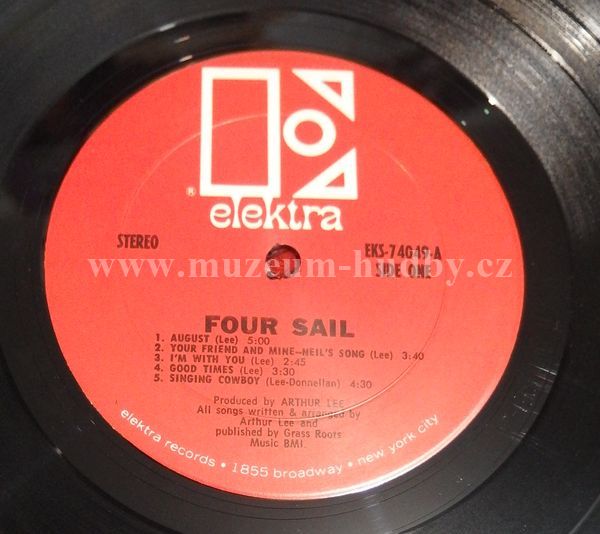 ®
elektra
STEREO
EKS-74049-A
SIDE ONE
www.muzeum-hudby.cz
FOUR SAIL
1. AUGUST (Lee) 5:00
2. YOUR FRIEND AND MINE—NEIL'S SONG (Lee) 3:40
3. I'M WITH YOU (Lee) 2:45
4. GOOD TIMES (Lee) 3:30
5. SINGING COWBOY (Lee-Donnellan) 4:30
Produced by ARTHUR LEE
All songs written & arranged by
Arthur Lee and
published by Grass Roots
Music BMI.
elektra records • 1855 broadway • new york city